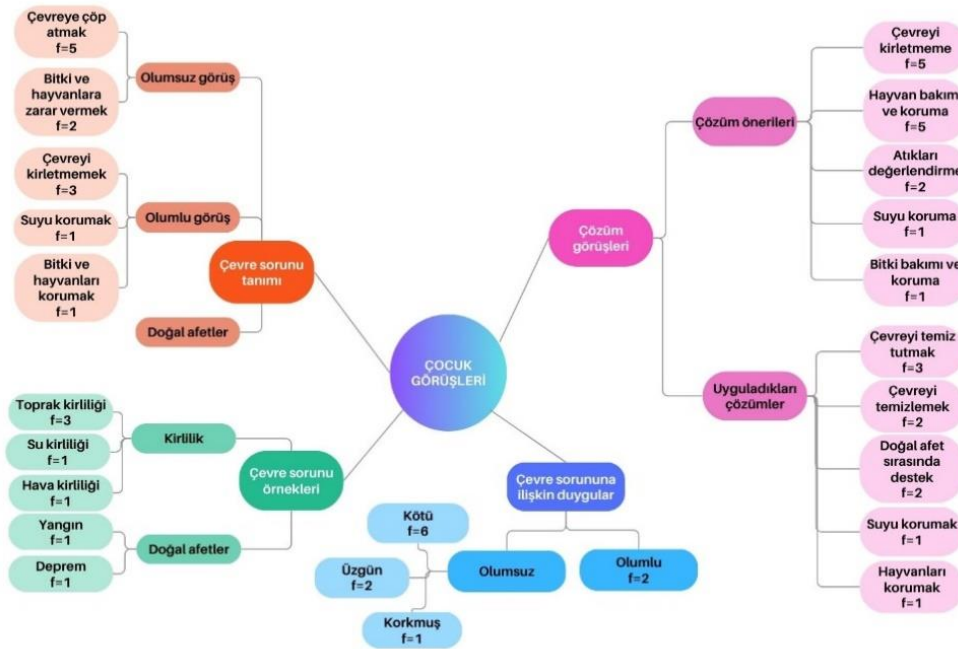 Çevreye çöp
atmak
f=5
Bitki ve
hayvanlara
zarar vermek
f=2
Olumsuz görüş
Çevreyi
kirletmemek
f=3
Suyu korumak
f=1
Bitki ve
hayvanları
korumak
f=1
Olumlu görüş
Doğal afetler
Çevre sorunu
tanımı
Toprak kirliliği
f=3
Su kirliliği
f=1
Hava kirliliği
f=1
Kirlilik
Yangın
f=1
Deprem
f=1
Doğal afetler
Çevre sorunu
örnekleri
ÇOCUK
GÖRÜŞLERİ
Çevre sorununa
ilişkin duygular
Kötü
f=6
Üzgün
f=2
Korkmuş
f=1
Olumsuz
Olumlu
f=2
Çözüm
görüşleri
Çözüm önerileri
Çevreyi
kirletmeme
f=5
Hayvan bakımı
ve koruma
f=5
Atıkları
değerlendirme
f=2
Suyu koruma
f=1
Bitki bakımı ve
koruma
f=1
Uyguladıkları
çözümler
Çevreyi temiz
tutmak
f=3
Çevreyi
temizlemek
f=2
Doğal afet
sırasında
destek
f=2
Suyu korumak
f=1
Hayvanları
korumak
f=1